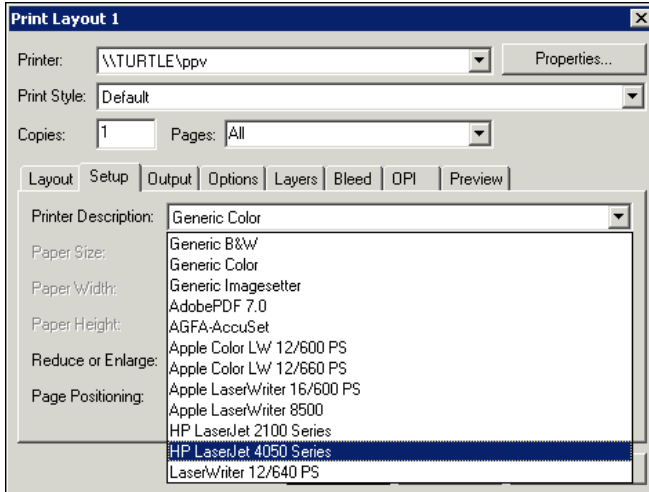 Print Layout 1
Printer: \\TURTLE\ppv Properties...
Print Style: Default
Copies: 1 Pages: All
Layout Setup Output Options Layers Bleed OPI Preview
Printer Description: Generic Color
Paper Size: Generic B&W
Generic Color
Paper Width: Generic Imagesetter
AdobePDF 7.0
Paper Height: AGFA-AccuSet
Apple Color LW 12/600 PS
Reduce or Enlarge: Apple Color LW 12/660 PS
Apple LaserWriter 16/600 PS
Page Positioning: Apple LaserWriter 8500
HP LaserJet 2100 Series
HP LaserJet 4050 Series
LaserWriter 12/640 PS